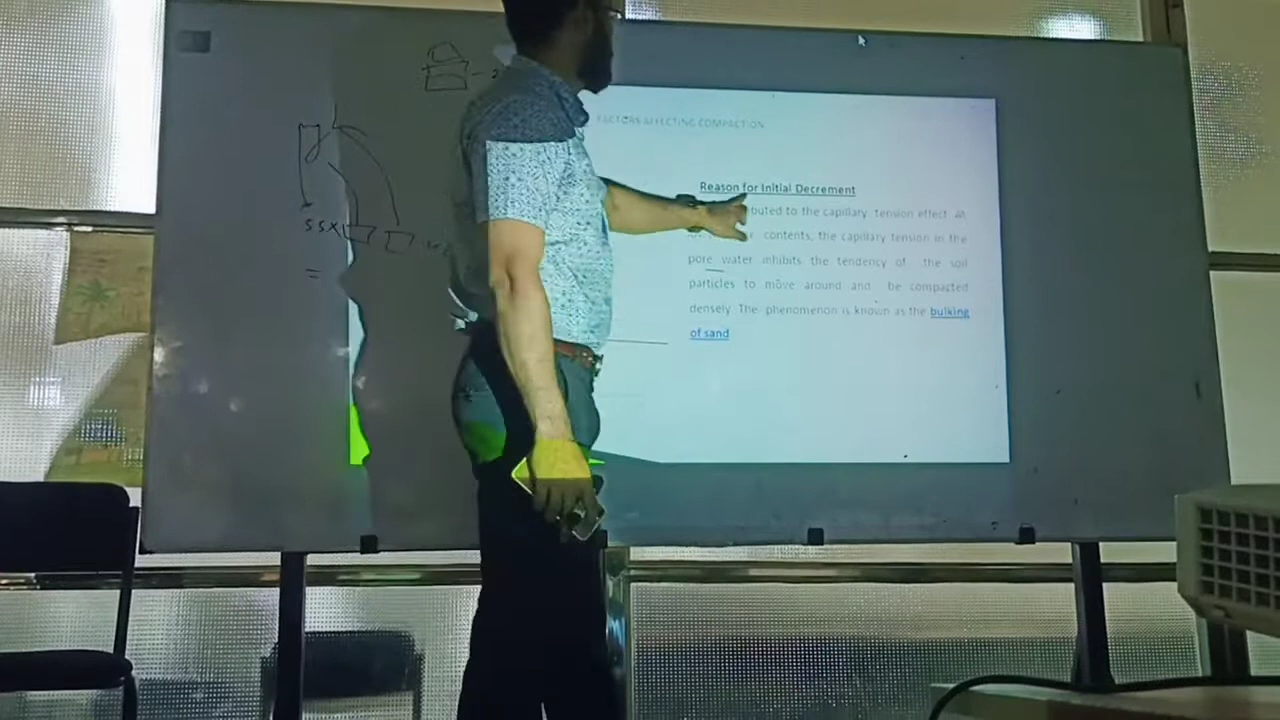 FACTORS AFFECTING COMPACTION
Reason for Initial Decrement
buted to the capillary tension effect. At
contents, the capillary tension in the
pore water inhibits the tendency of the soil
particles to move around and be compacted
densely. The phenomenon is known as the bulking
of sand
SSX
=